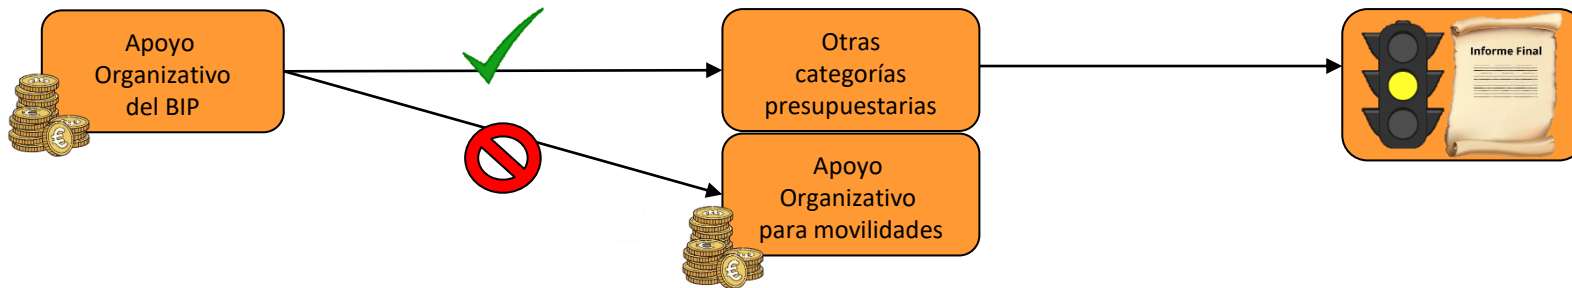 Apoyo
Organizativo
del BIP
Otras
categorías
presupuestarias
Apoyo
Organizativo
para movilidades
Informe Final